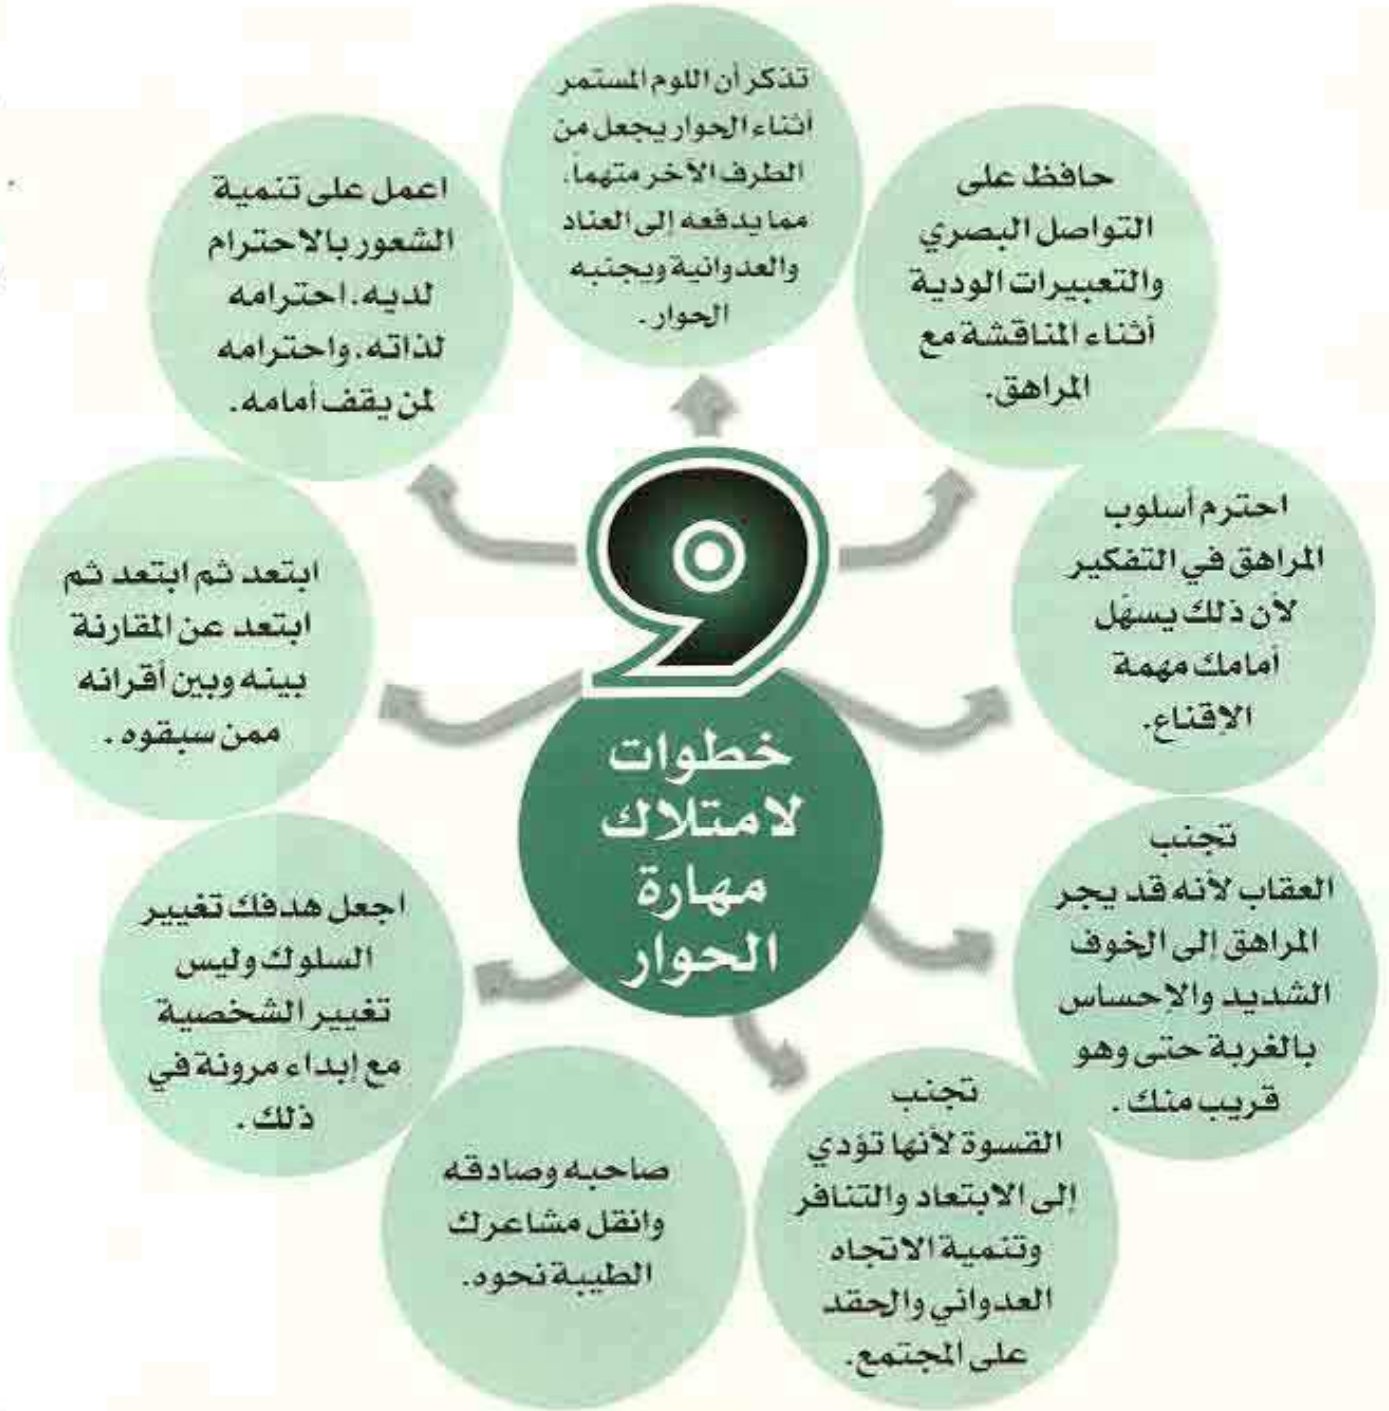 9
خطوات
لامتلاك
مهارة
الحوار
تذكر أن اللوم المستمر
أثناء الحوار يجعل من
الطرف الآخر متهماً.
مما يدفعه إلى العناد
والعدوانية ويجنبه
الحوار.
حافظ على
التواصل البصري
والتعبيرات الودية
أثناء المناقشة مع
المراهق.
احترم أسلوب
المراهق في التفكير
لأن ذلك يسهّل
أمامك مهمة
الإقناع.
تجنب
العقاب لأنه قد يجر
المراهق إلى الخوف
الشديد والإحساس
بالغربة حتى وهو
قريب منك.
تجنب
القسوة لأنها تؤدي
إلى الابتعاد والتنافر
وتنمية الاتجاه
العدواني والحقد
على المجتمع.
صاحبه وصادقه
وانقل مشاعرك
الطيبة نحوه.
اجعل هدفك تغيير
السلوك وليس
تغيير الشخصية
مع إبداء مرونة في
ذلك.
ابتعد ثم ابتعد ثم
ابتعد عن المقارنة
بينه وبين أقرانه
ممن سبقوه.
اعمل على تنمية
الشعور بالاحترام
لديه. احترامه
لذاته. واحترامه
لمن يقف أمامه.